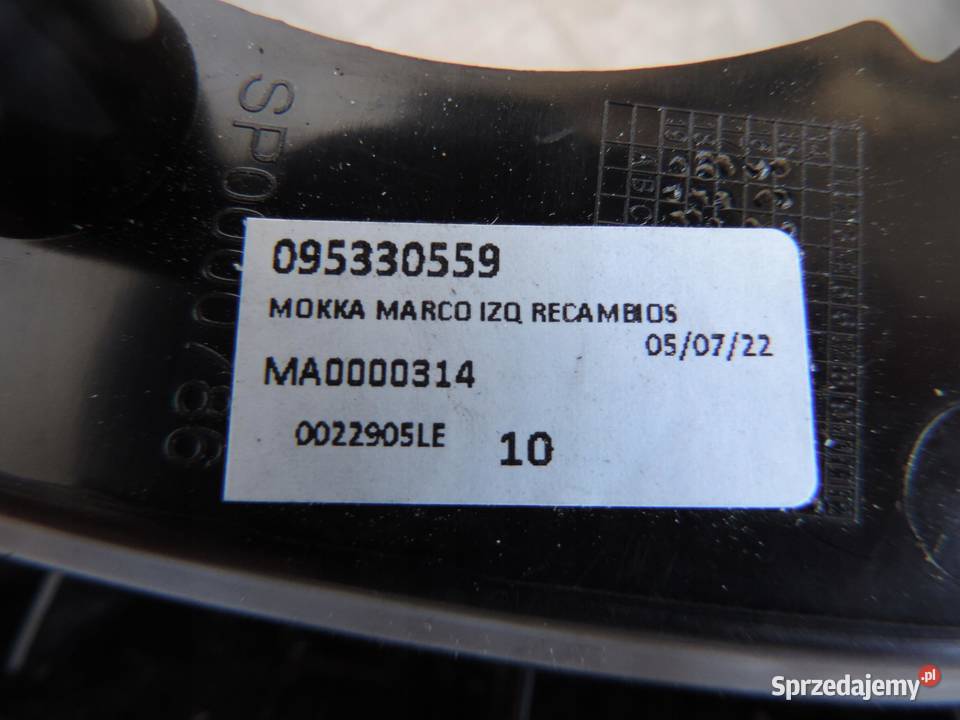 095330559
MOKKA MARCO IZQ RECAMBIOS
05/07/22
MA0000314
0022905LE
10
Sprzedajemy.pl